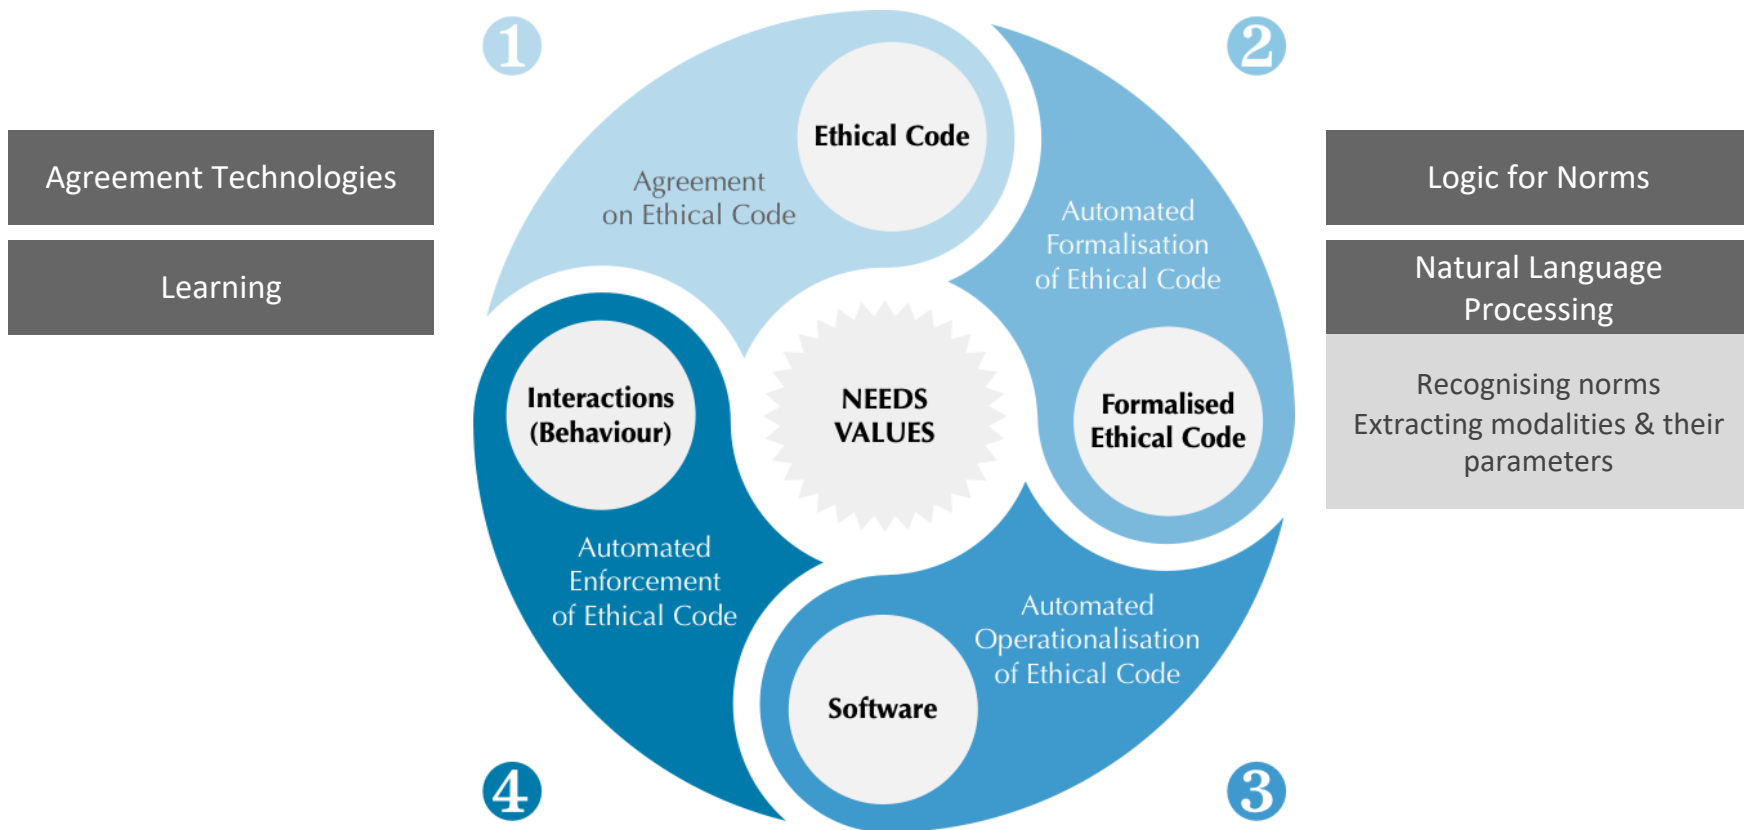 1
2
Agreement Technologies
Learning
Ethical Code
Agreement
on Ethical Code
Automated
Formalisation
of Ethical Code
Logic for Norms
Natural Language
Processing
Recognising norms
Extracting modalities & their
parameters
Interactions
(Behaviour)
NEEDS
VALUES
Formalised
Ethical Code
Automated
Enforcement
of Ethical Code
Automated
Operationalisation
of Ethical Code
Software
4
3